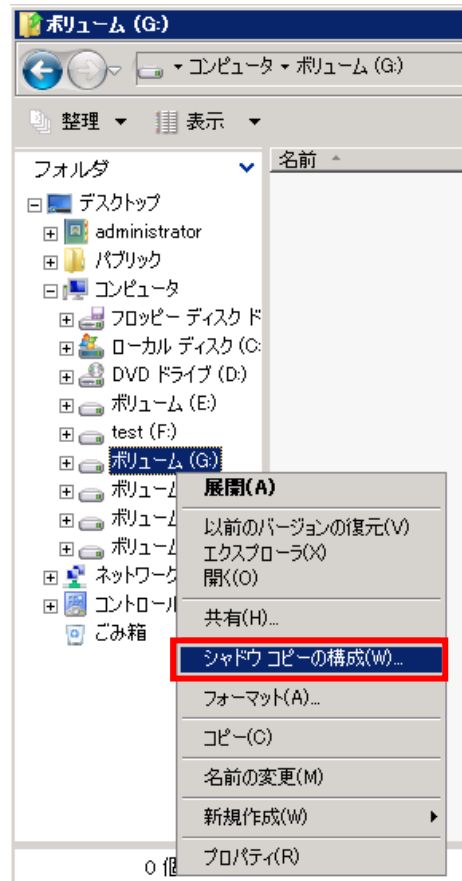 ボリューム (G:)
コンピュータ ボリューム (G:)
整理 表示
フォルダ
名前
デスクトップ
administrator
パブリック
コンピュータ
フロッピー ディスク ド
ローカル ディスク (C:
DVD ドライブ (D:)
ボリューム (E:)
test (F:)
ボリューム (G:)
ボリューム
ボリューム
ボリューム
ネットワーク
コントロール
ごみ箱
展開(A)
以前のバージョンの復元(V)
エクスプローラ(X)
開く(O)
共有(H)...
シャドウ コピーの構成(W)...
フォーマット(A)...
コピー(C)
名前の変更(M)
新規作成(W)
プロパティ(R)
0 個